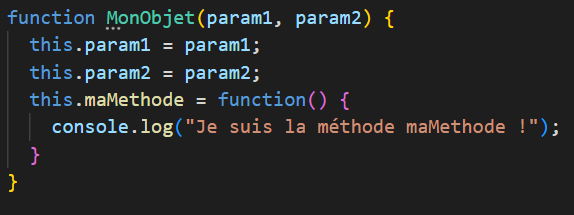 function MonObjet(param1, param2) {
  this.param1 = param1;
  this.param2 = param2;
  this.maMethode = function() {
    console.log("Je suis la méthode maMethode !");
  }
}